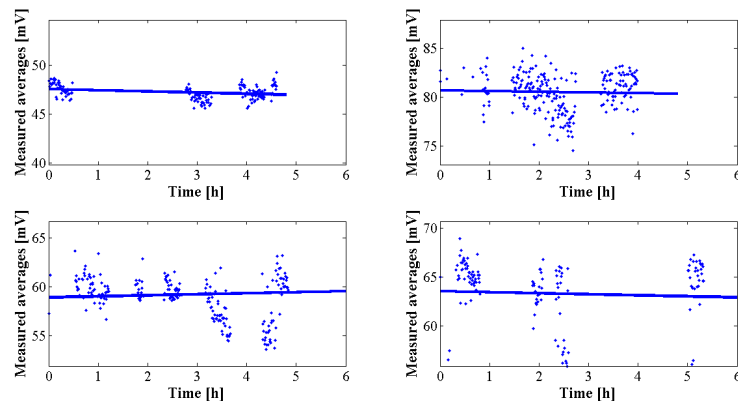 Measured averages [mV]
50
45
40
0 1 2 3 4 5 6
Time [h]
Measured averages [mV]
85
80
75
0 1 2 3 4 5 6
Time [h]
Measured averages [mV]
65
60
55
0 1 2 3 4 5 6
Time [h]
Measured averages [mV]
70
65
60
0 1 2 3 4 5 6
Time [h]